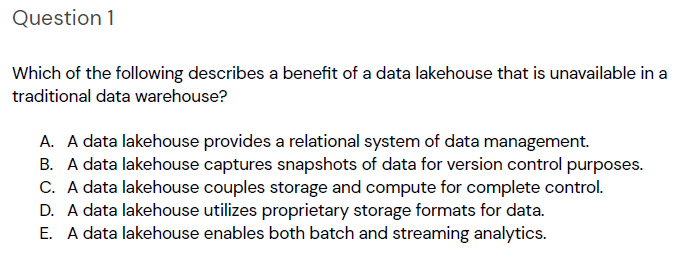 Question 1
Which of the following describes a benefit of a data lakehouse that is unavailable in a
traditional data warehouse?
A. A data lakehouse provides a relational system of data management.
B. A data lakehouse captures snapshots of data for version control purposes.
C. A data lakehouse couples storage and compute for complete control.
D. A data lakehouse utilizes proprietary storage formats for data.
E. A data lakehouse enables both batch and streaming analytics.